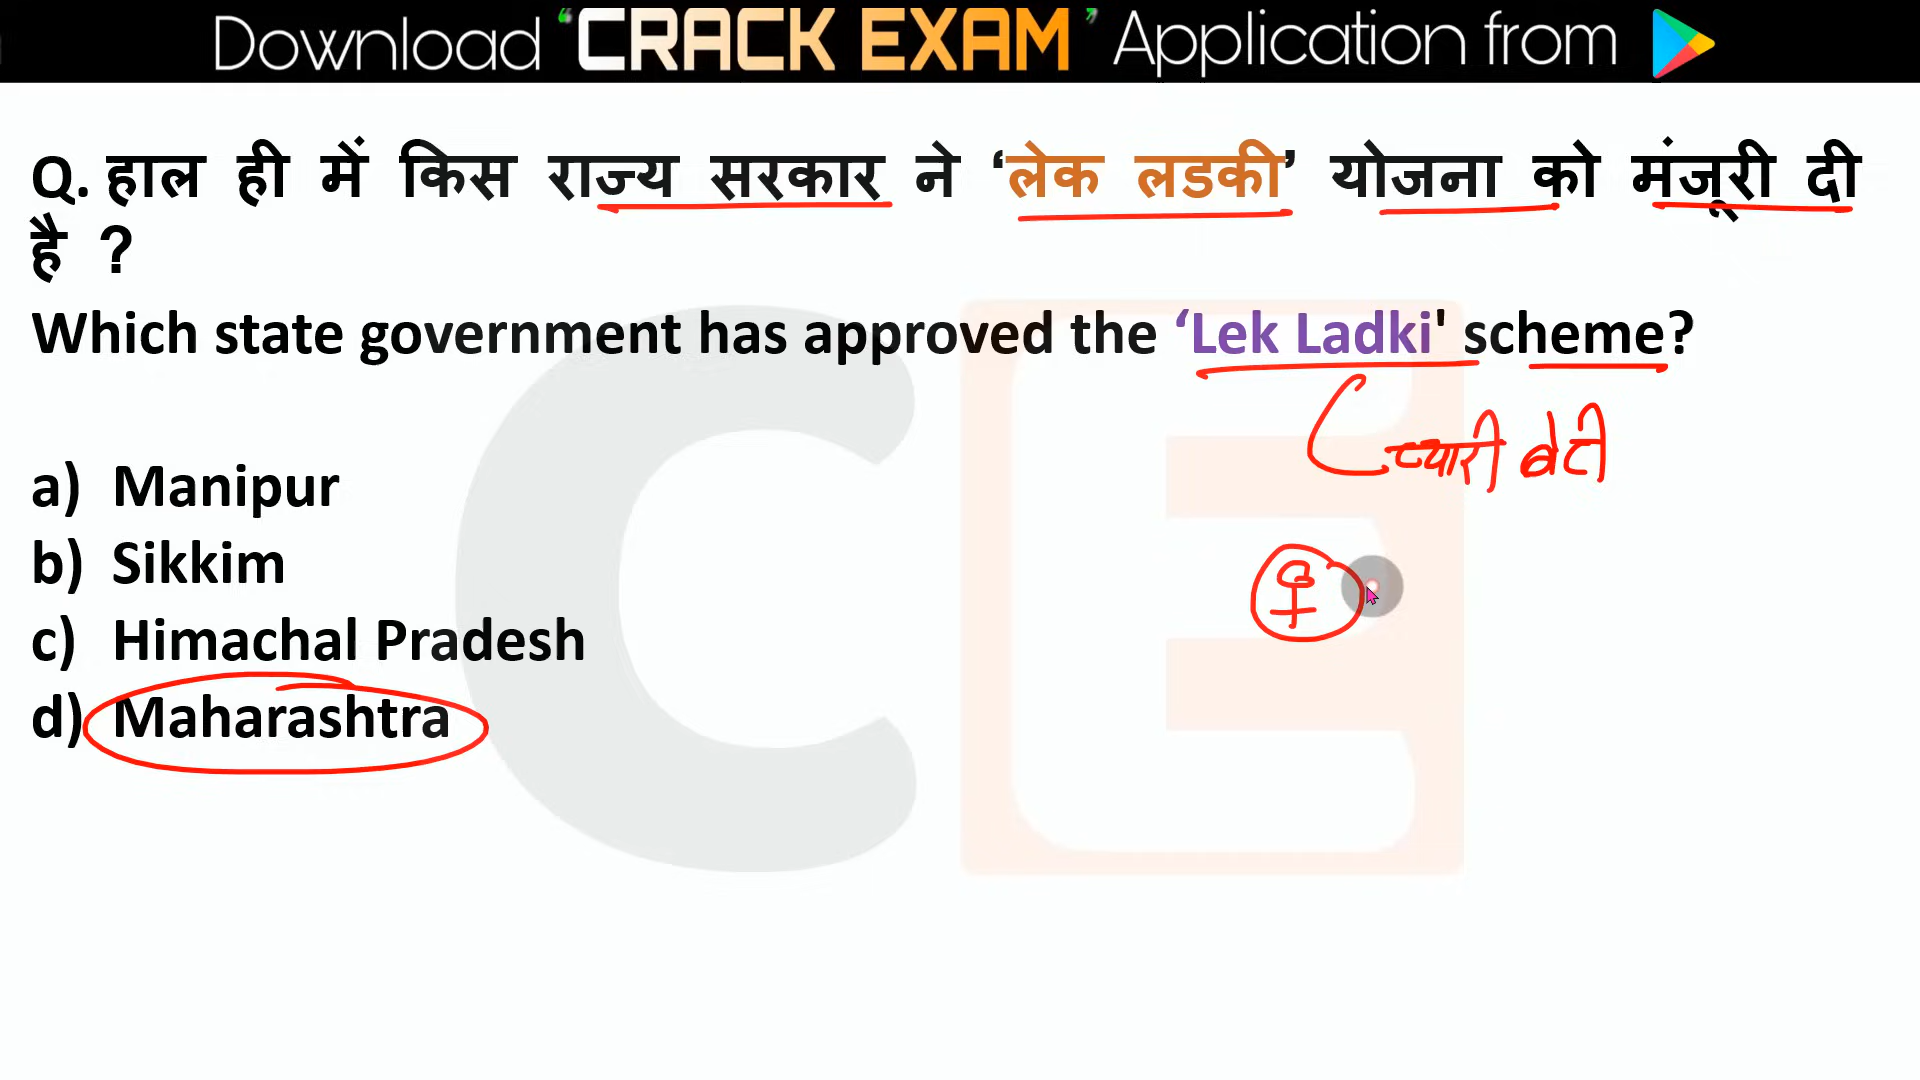 Download ‘CRACK EXAM’ Application from
Q. हाल ही में किस राज्य सरकार ने ‘लेक लडकी’ योजना को मंजूरी दी
है ?
Which state government has approved the ‘Lek Ladki' scheme?
प्यारी बेटी
a) Manipur
b) Sikkim
c) Himachal Pradesh
d) Maharashtra
CE